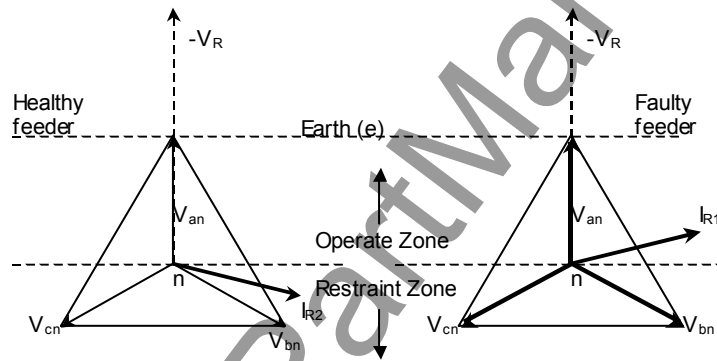 -VR
-VR
Healthy
feeder
Earth (e)
Faulty
feeder
Van
Van
IR1
Operate Zone
n
n
Restraint Zone
IR2
Vcn
Vbn
Vcn
Vbn